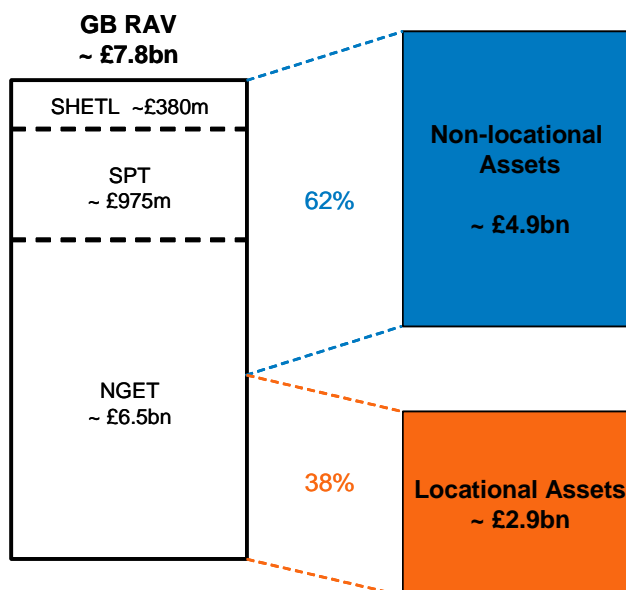 GB RAV
~ £7.8bn
SHETL ~£380m
SPT
~ £975m
NGET
~ £6.5bn
62%
38%
Non-locational
Assets
~ £4.9bn
Locational Assets
~ £2.9bn